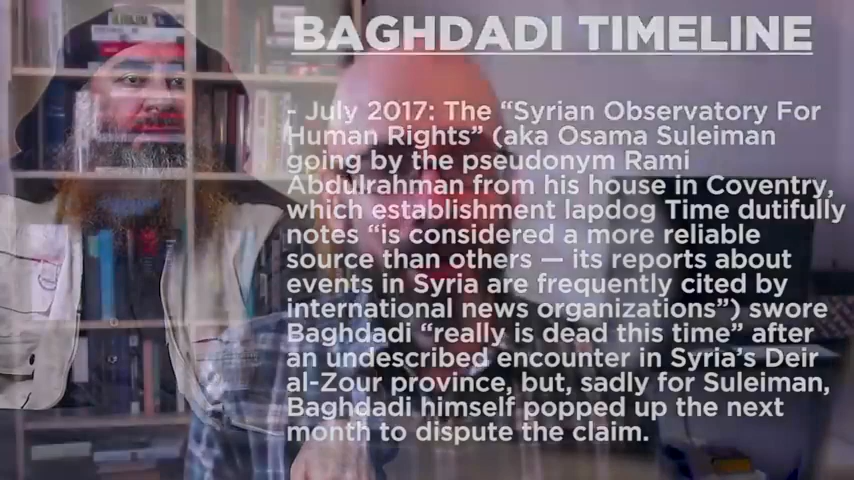 BAGHDADI TIMELINE
- July 2017: The “Syrian Observatory For
Human Rights” (aka Osama Suleiman
going by the pseudonym Rami
Abdulrahman from his house in Coventry,
which establishment lapdog Time dutifully
notes “is considered a more reliable
source than others — its reports about
events in Syria are frequently cited by
international news organizations”) swore
Baghdadi “really is dead this time” after
an undescribed encounter in Syria’s Deir
al-Zour province, but, sadly for Suleiman,
Baghdadi himself popped up the next
month to dispute the claim.